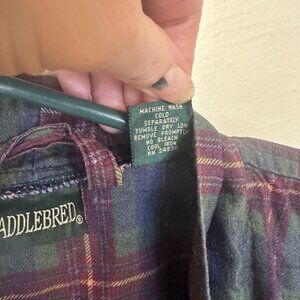 MACHINE WASH
COLD
SEPARATELY
TUMBLE DRY LOW
REMOVE PROMPTLY
NO BLEACH
COOL IRON
ADDLEBRED®